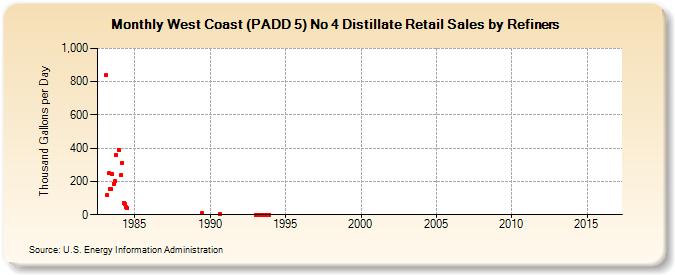 Monthly West Coast (PADD 5) No 4 Distillate Retail Sales by Refiners
Thousand Gallons per Day
1,000
800
600
400
200
0
1985 1990 1995 2000 2005 2010 2015
Source: U.S. Energy Information Administration